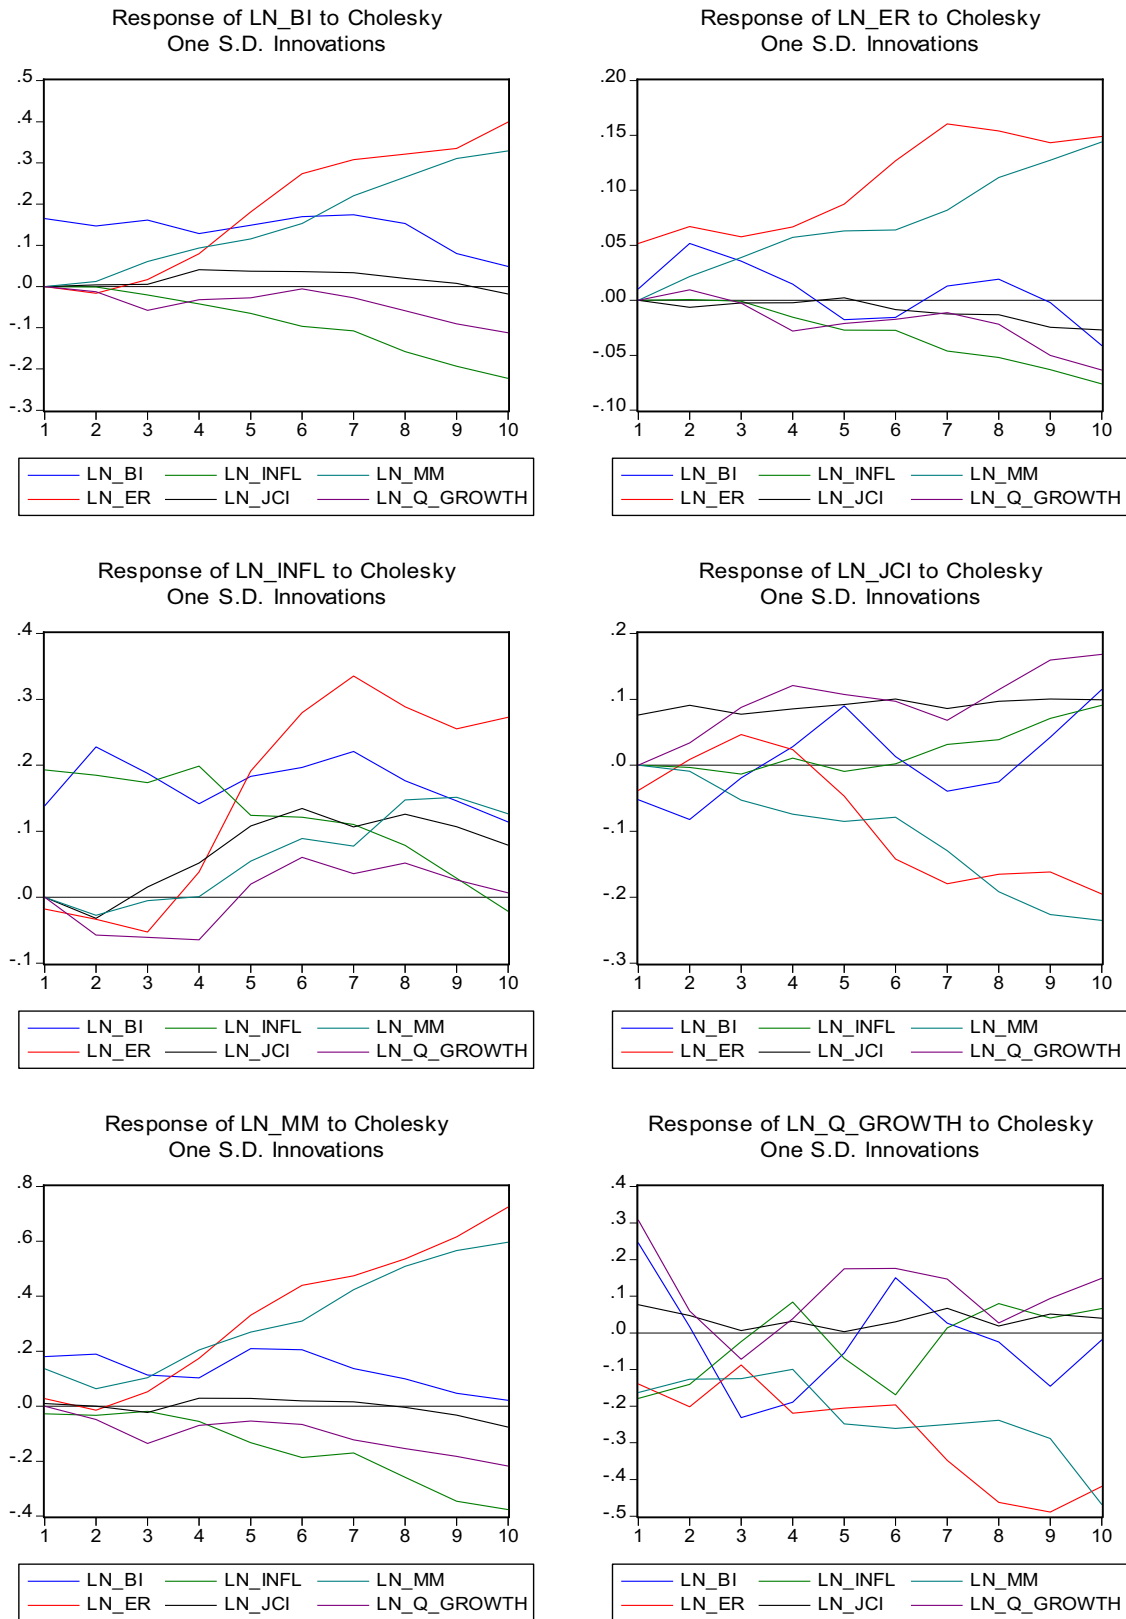 Response of LN_BI to Cholesky
One S.D. Innovations
.5
.4
.3
.2
.1
.0
-.1
-.2
-.3
1 2 3 4 5 6 7 8 9 10
LN_BI LN_INFL LN_MM
LN_ER LN_JCI LN_Q_GROWTH
Response of LN_ER to Cholesky
One S.D. Innovations
.20
.15
.10
.05
.00
-.05
-.10
1 2 3 4 5 6 7 8 9 10
LN_BI LN_INFL LN_MM
LN_ER LN_JCI LN_Q_GROWTH
Response of LN_INFL to Cholesky
One S.D. Innovations
.4
.3
.2
.1
.0
-.1
1 2 3 4 5 6 7 8 9 10
LN_BI LN_INFL LN_MM
LN_ER LN_JCI LN_Q_GROWTH
Response of LN_JCI to Cholesky
One S.D. Innovations
.2
.1
.0
-.1
-.2
-.3
1 2 3 4 5 6 7 8 9 10
LN_BI LN_INFL LN_MM
LN_ER LN_JCI LN_Q_GROWTH
Response of LN_MM to Cholesky
One S.D. Innovations
.8
.6
.4
.2
.0
-.2
-.4
1 2 3 4 5 6 7 8 9 10
LN_BI LN_INFL LN_MM
LN_ER LN_JCI LN_Q_GROWTH
Response of LN_Q_GROWTH to Cholesky
One S.D. Innovations
.4
.3
.2
.1
.0
-.1
-.2
-.3
-.4
-.5
1 2 3 4 5 6 7 8 9 10
LN_BI LN_INFL LN_MM
LN_ER LN_JCI LN_Q_GROWTH